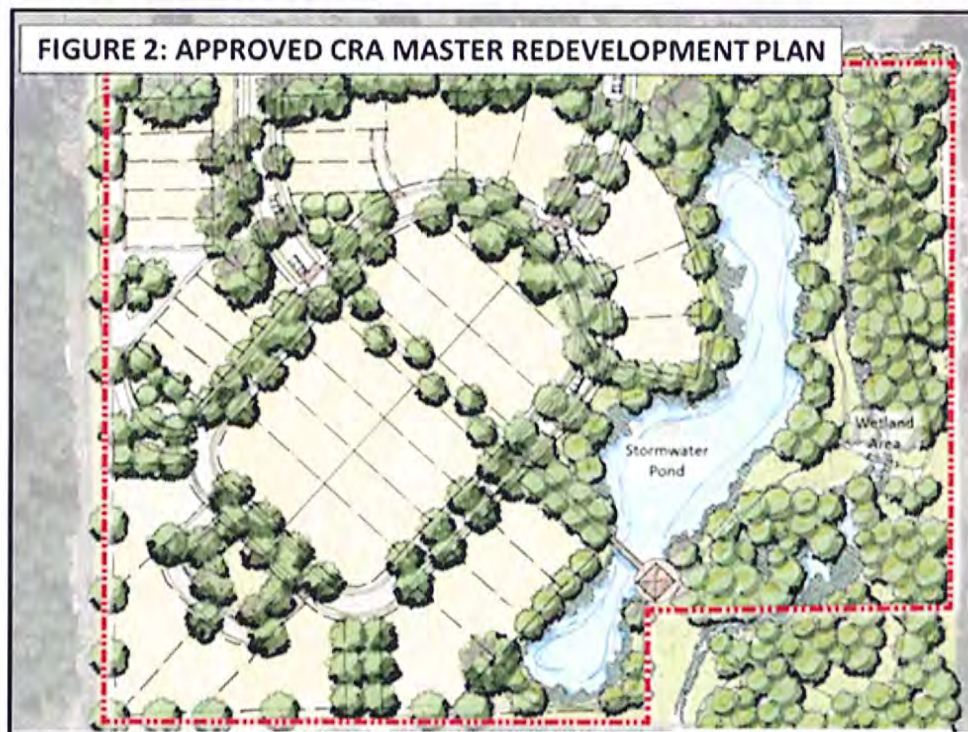 FIGURE 2: APPROVED CRA MASTER REDEVELOPMENT PLAN
Stormwater
Pond
Wetland
Area